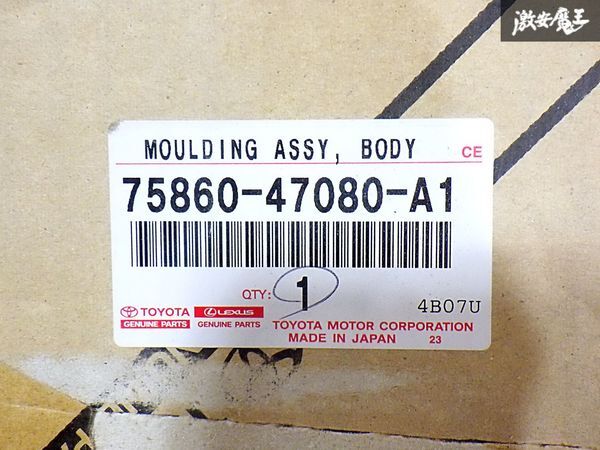 激安魔王
MOULDING ASSY, BODY CE
75860-47080-A1
QTY: 1 4B07U
TOYOTA LEXUS
GENUINE PARTS GENUINE PARTS
TOYOTA MOTOR CORPORATION
MADE IN JAPAN 23